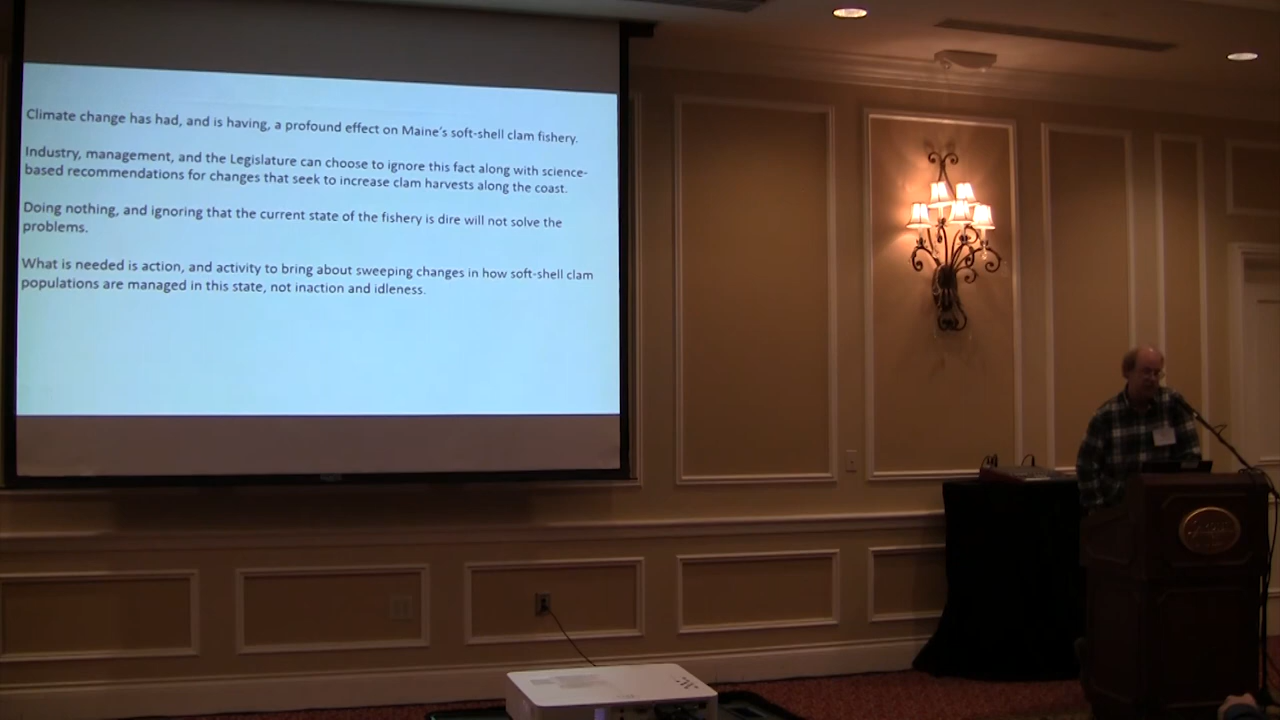 Climate change has had, and is having, a profound effect on Maine's soft-shell clam fishery.
Industry, management, and the Legislature can choose to ignore this fact along with science-
based recommendations for changes that seek to increase clam harvests along the coast.
Doing nothing, and ignoring that the current state of the fishery is dire will not solve the
problems.
What is needed is action, and activity to bring about sweeping changes in how soft-shell clam
populations are managed in this state, not inaction and idleness.